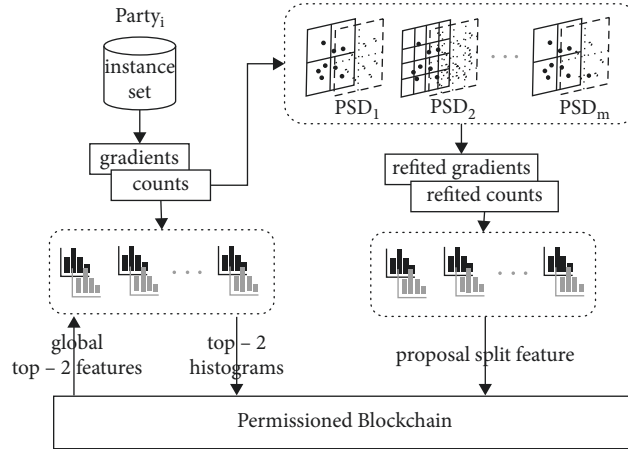 Party_i
instance
set
PSD_1
PSD_2
PSD_m
gradients
counts
refited gradients
refited counts
global
top – 2 features
top – 2
histograms
proposal split feature
Permissioned Blockchain